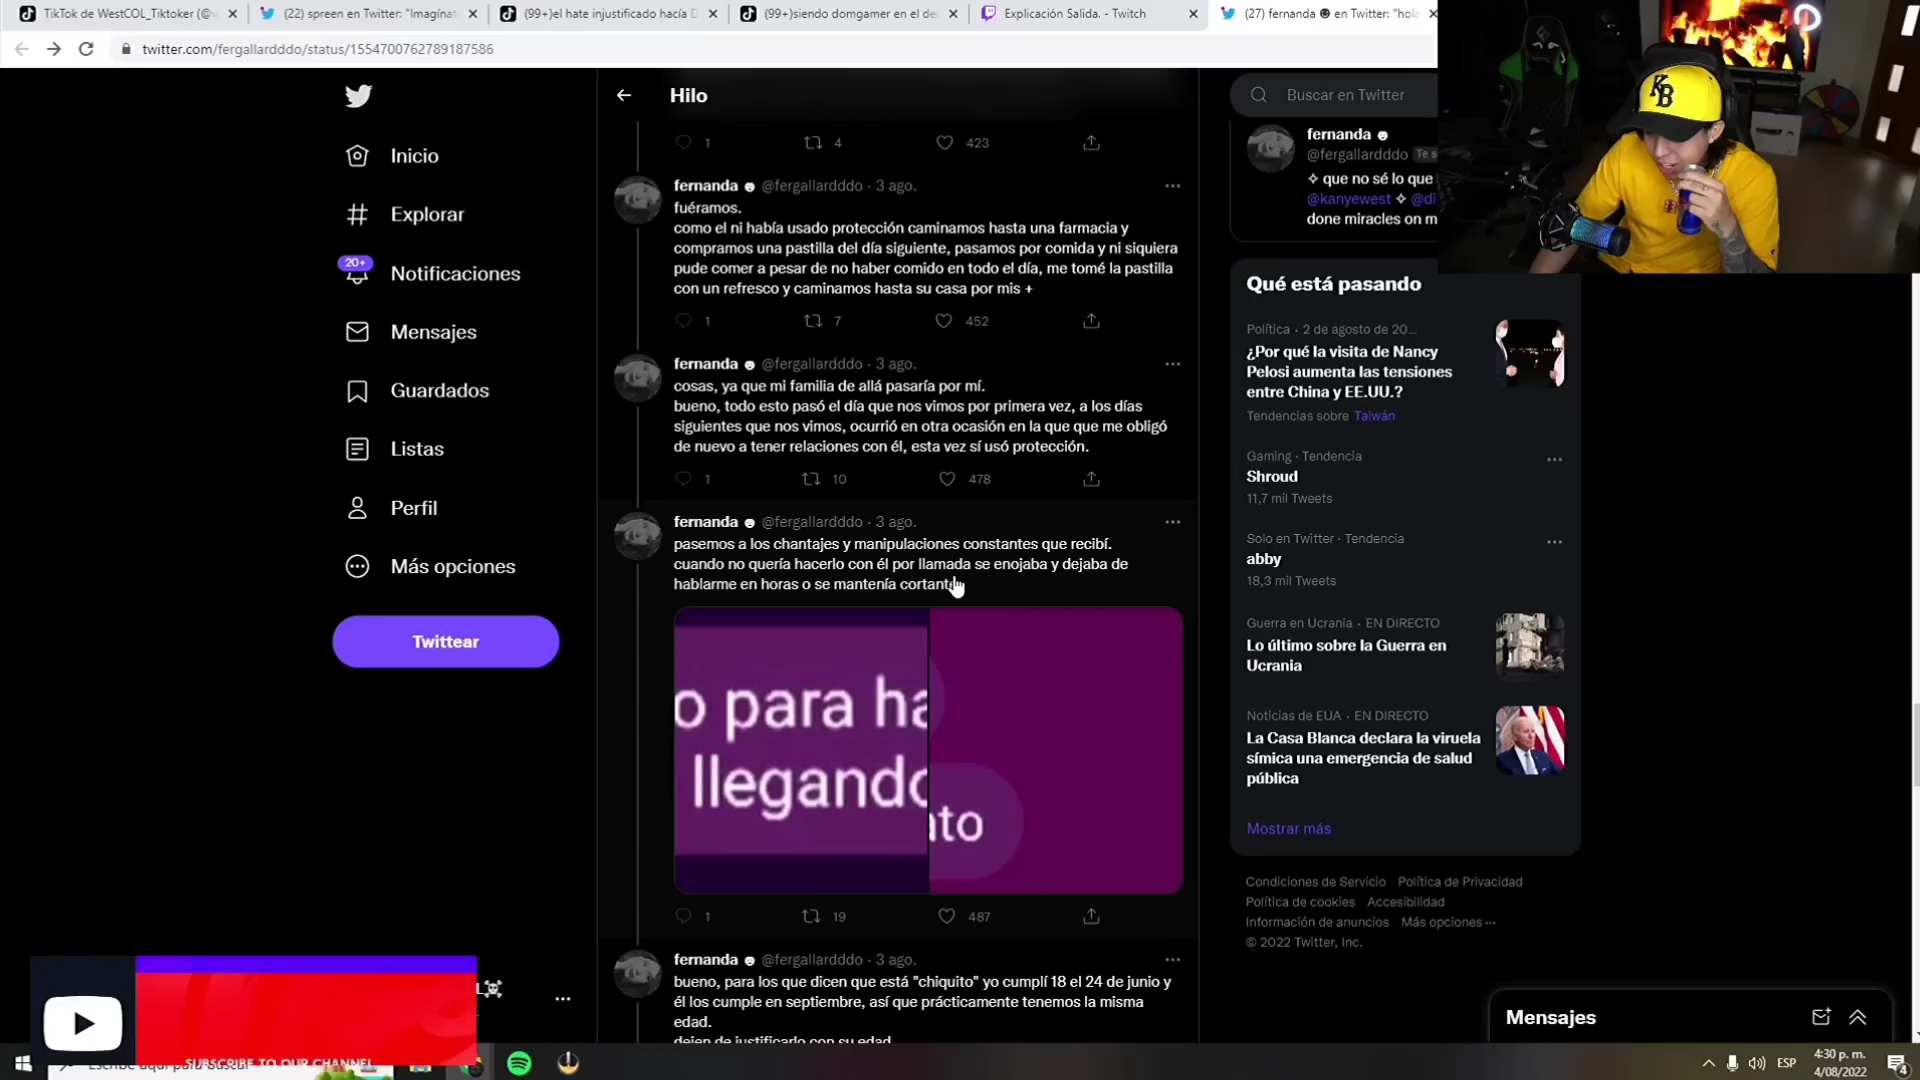 TikTok de WestCOL_Tiktoker (@
(22) spreen en Twitter: "Imagínat
(99+)el hate injustificado hacía D
(99+)siendo domgamer en el de
Explicación Salida. - Twitch
(27) fernanda ☻ en Twitter: "hola
twitter.com/fergallardddo/status/1554700762789187586
Inicio
Explorar
20+
Notificaciones
Mensajes
Guardados
Listas
Perfil
Más opciones
Twittear
Hilo
1 4 423
fernanda ☻ @fergallardddo · 3 ago.
fuéramos.
como el ni había usado protección caminamos hasta una farmacia y
compramos una pastilla del día siguiente, pasamos por comida y ni siquiera
pude comer a pesar de no haber comido en todo el día, me tomé la pastilla
con un refresco y caminamos hasta su casa por mis +
1 7 452
fernanda ☻ @fergallardddo · 3 ago.
cosas, ya que mi familia de allá pasaría por mí.
bueno, todo esto pasó el día que nos vimos por primera vez, a los días
siguientes que nos vimos, ocurrió en otra ocasión en la que que me obligó
de nuevo a tener relaciones con él, esta vez sí usó protección.
1 10 478
fernanda ☻ @fergallardddo · 3 ago.
pasemos a los chantajes y manipulaciones constantes que recibí.
cuando no quería hacerlo con él por llamada se enojaba y dejaba de
hablarme en horas o se mantenía cortant
o para ha
llegando
ato
1 19 487
fernanda ☻ @fergallardddo · 3 ago.
bueno, para los que dicen que está "chiquito" yo cumplí 18 el 24 de junio y
él los cumple en septiembre, así que prácticamente tenemos la misma
edad.
dejen de justificarlo con su edad
Buscar en Twitter
fernanda ☻
@fergallardddo Te s
✧ que no sé lo que
@kanyewest ✧ @di
done miracles on m
KB
Qué está pasando
Política · 2 de agosto de 20...
¿Por qué la visita de Nancy
Pelosi aumenta las tensiones
entre China y EE.UU.?
Tendencias sobre Taiwán
Gaming · Tendencia
Shroud
11,7 mil Tweets
Solo en Twitter · Tendencia
abby
18,3 mil Tweets
Guerra en Ucrania · EN DIRECTO
Lo último sobre la Guerra en
Ucrania
Noticias de EUA · EN DIRECTO
La Casa Blanca declara la viruela
símica una emergencia de salud
pública
Mostrar más
Condiciones de Servicio Política de Privacidad
Política de cookies Accesibilidad
Información de anuncios Más opciones ···
© 2022 Twitter, Inc.
Mensajes
SUBSCRIBE TO OUR CHANNEL
Escribe aquí para buscar
ESP
4:30 p. m.
4/08/2022
4